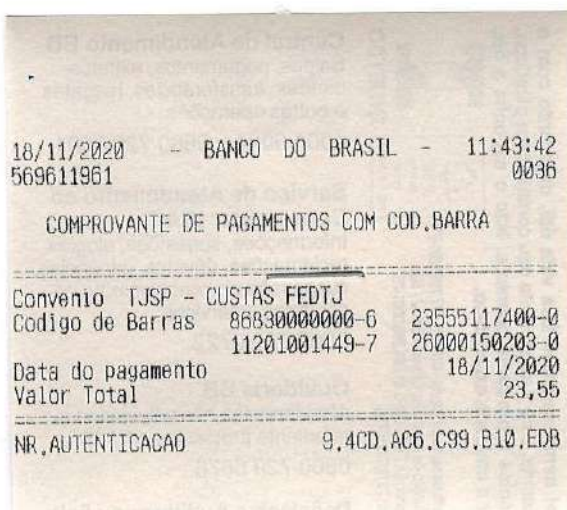 18/11/2020 - BANCO DO BRASIL - 11:43:42
569611961 0036
COMPROVANTE DE PAGAMENTOS COM COD.BARRA
Convenio TJSP - CUSTAS FEDTJ
Codigo de Barras 86830000000-6 23555117400-0
11201001449-7 26000150203-0
Data do pagamento 18/11/2020
Valor Total 23,55
NR.AUTENTICACAO 9.4CD.AC6.C99.B10.EDB